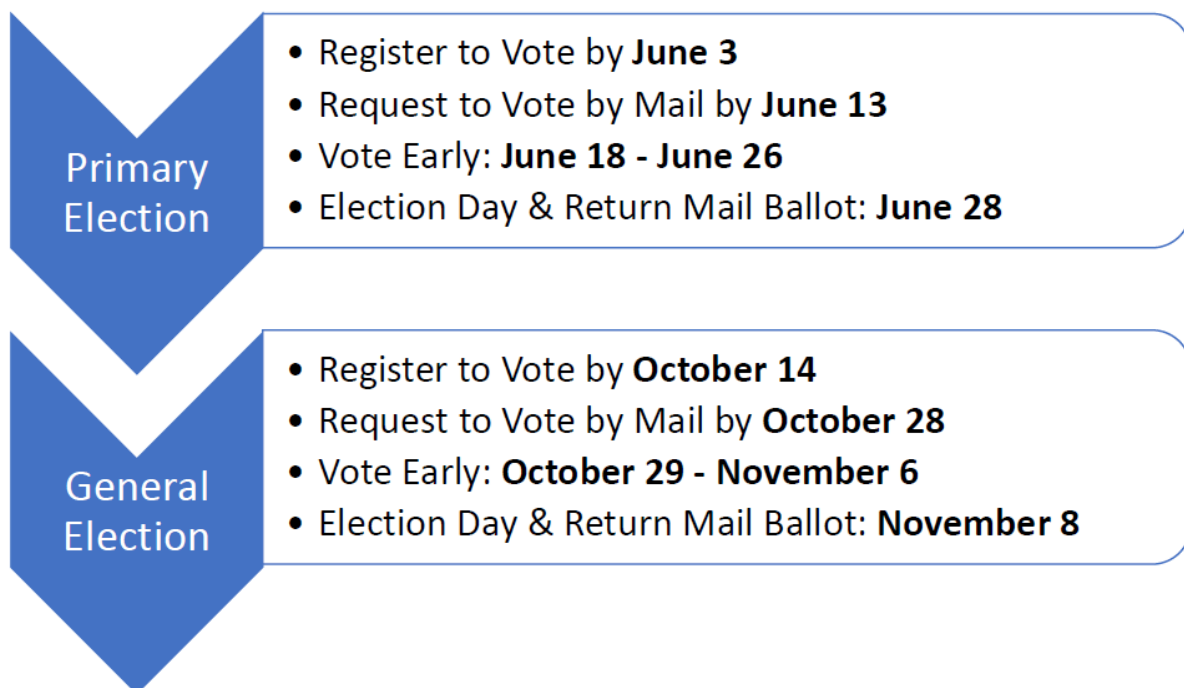 Primary
Election
• Register to Vote by June 3
• Request to Vote by Mail by June 13
• Vote Early: June 18 - June 26
• Election Day & Return Mail Ballot: June 28
General
Election
• Register to Vote by October 14
• Request to Vote by Mail by October 28
• Vote Early: October 29 - November 6
• Election Day & Return Mail Ballot: November 8